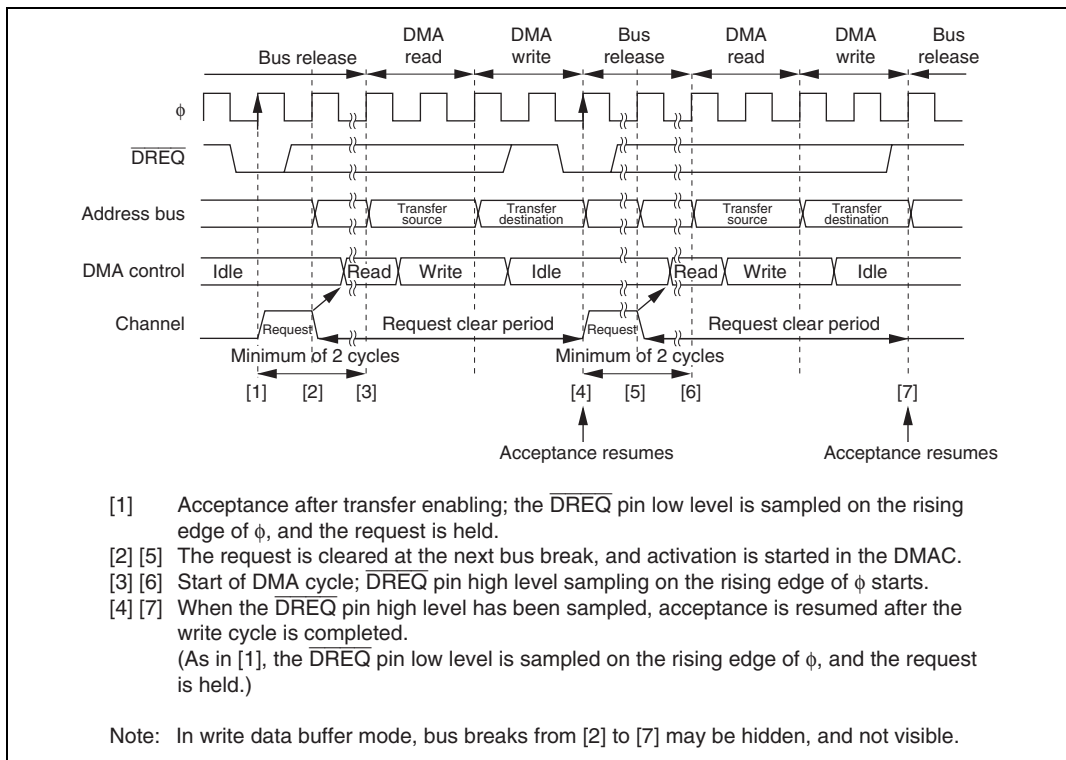 DMA DMA Bus DMA DMA Bus
Bus release read write release read write release
ϕ
DREQ
Address bus Transfer source Transfer destination Transfer source Transfer destination
DMA control Idle Read Write Idle Read Write Idle
Channel Request Request clear period Request Request clear period
Minimum of 2 cycles Minimum of 2 cycles
[1] [2] [3] [4] [5] [6] [7]
Acceptance resumes Acceptance resumes
[1] Acceptance after transfer enabling; the DREQ pin low level is sampled on the rising
edge of ϕ, and the request is held.
[2] [5] The request is cleared at the next bus break, and activation is started in the DMAC.
[3] [6] Start of DMA cycle; DREQ pin high level sampling on the rising edge of ϕ starts.
[4] [7] When the DREQ pin high level has been sampled, acceptance is resumed after the
write cycle is completed.
(As in [1], the DREQ pin low level is sampled on the rising edge of ϕ, and the request
is held.)
Note: In write data buffer mode, bus breaks from [2] to [7] may be hidden, and not visible.